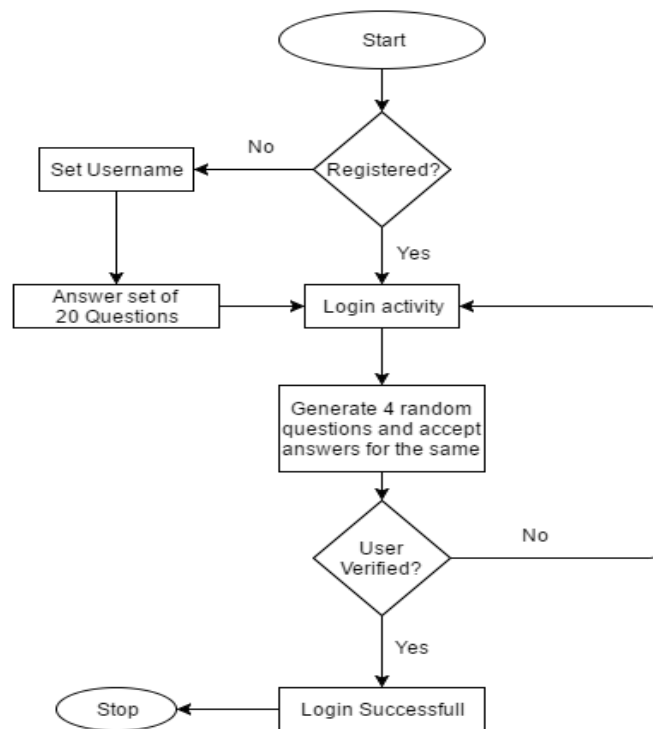 Start
No
Registered?
Set Username
Yes
Answer set of
20 Questions
Login activity
Generate 4 random
questions and accept
answers for the same
User
Verified?
No
Yes
Stop
Login Successfull